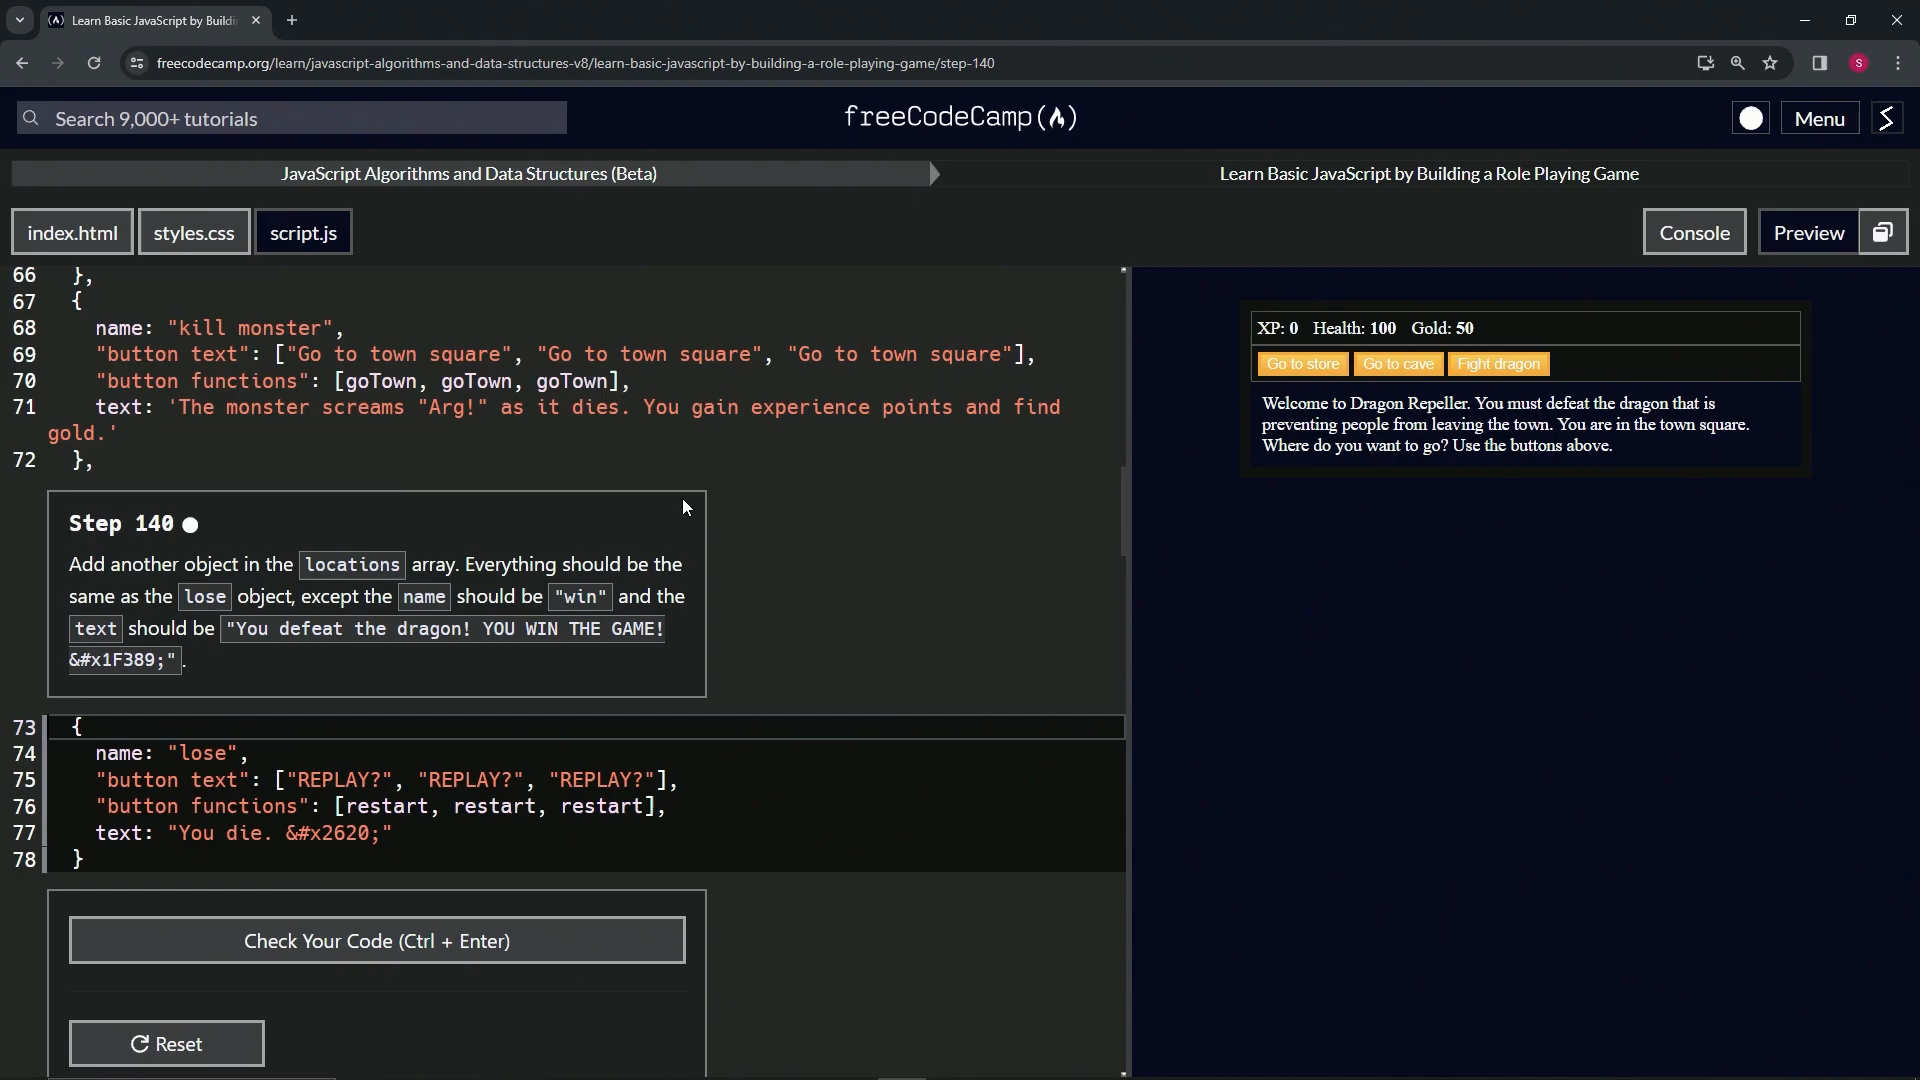 Learn Basic JavaScript by Buildi
freecodecamp.org/learn/javascript-algorithms-and-data-structures-v8/learn-basic-javascript-by-building-a-role-playing-game/step-140
S
Search 9,000+ tutorials
freeCodeCamp
Menu
JavaScript Algorithms and Data Structures (Beta)
Learn Basic JavaScript by Building a Role Playing Game
index.html
styles.css
script.js
Console
Preview
66 },
67 {
68 name: "kill monster",
69 "button text": ["Go to town square", "Go to town square", "Go to town square"],
70 "button functions": [goTown, goTown, goTown],
71 text: 'The monster screams "Arg!" as it dies. You gain experience points and find
gold.'
72 },
Step 140
Add another object in the locations array. Everything should be the
same as the lose object, except the name should be "win" and the
text should be "You defeat the dragon! YOU WIN THE GAME!
&#x1F389;".
73 {
74 name: "lose",
75 "button text": ["REPLAY?", "REPLAY?", "REPLAY?"],
76 "button functions": [restart, restart, restart],
77 text: "You die. &#x2620;"
78 }
Check Your Code (Ctrl + Enter)
Reset
XP: 0 Health: 100 Gold: 50
Go to store
Go to cave
Fight dragon
Welcome to Dragon Repeller. You must defeat the dragon that is
preventing people from leaving the town. You are in the town square.
Where do you want to go? Use the buttons above.